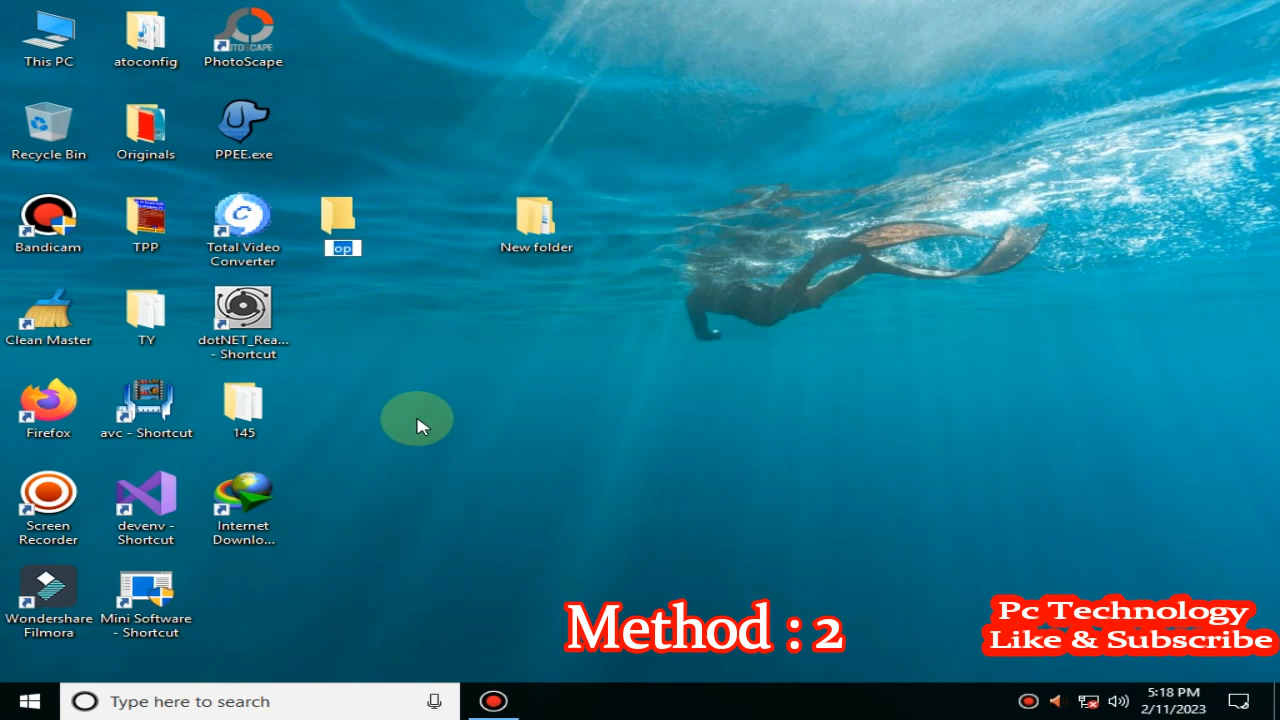 This PC
atoconfig
PhotoScape
Recycle Bin
Originals
PPEE.exe
Bandicam
TPP
Total Video
Converter
op
New folder
Clean Master
TY
dotNET_Rea...
- Shortcut
Firefox
avc - Shortcut
145
Screen
Recorder
devenv -
Shortcut
Internet
Downlo...
Wondershare
Filmora
Mini Software
- Shortcut
Method : 2
Pc Technology
Like & Subscribe
Type here to search
5:18 PM
2/11/2023